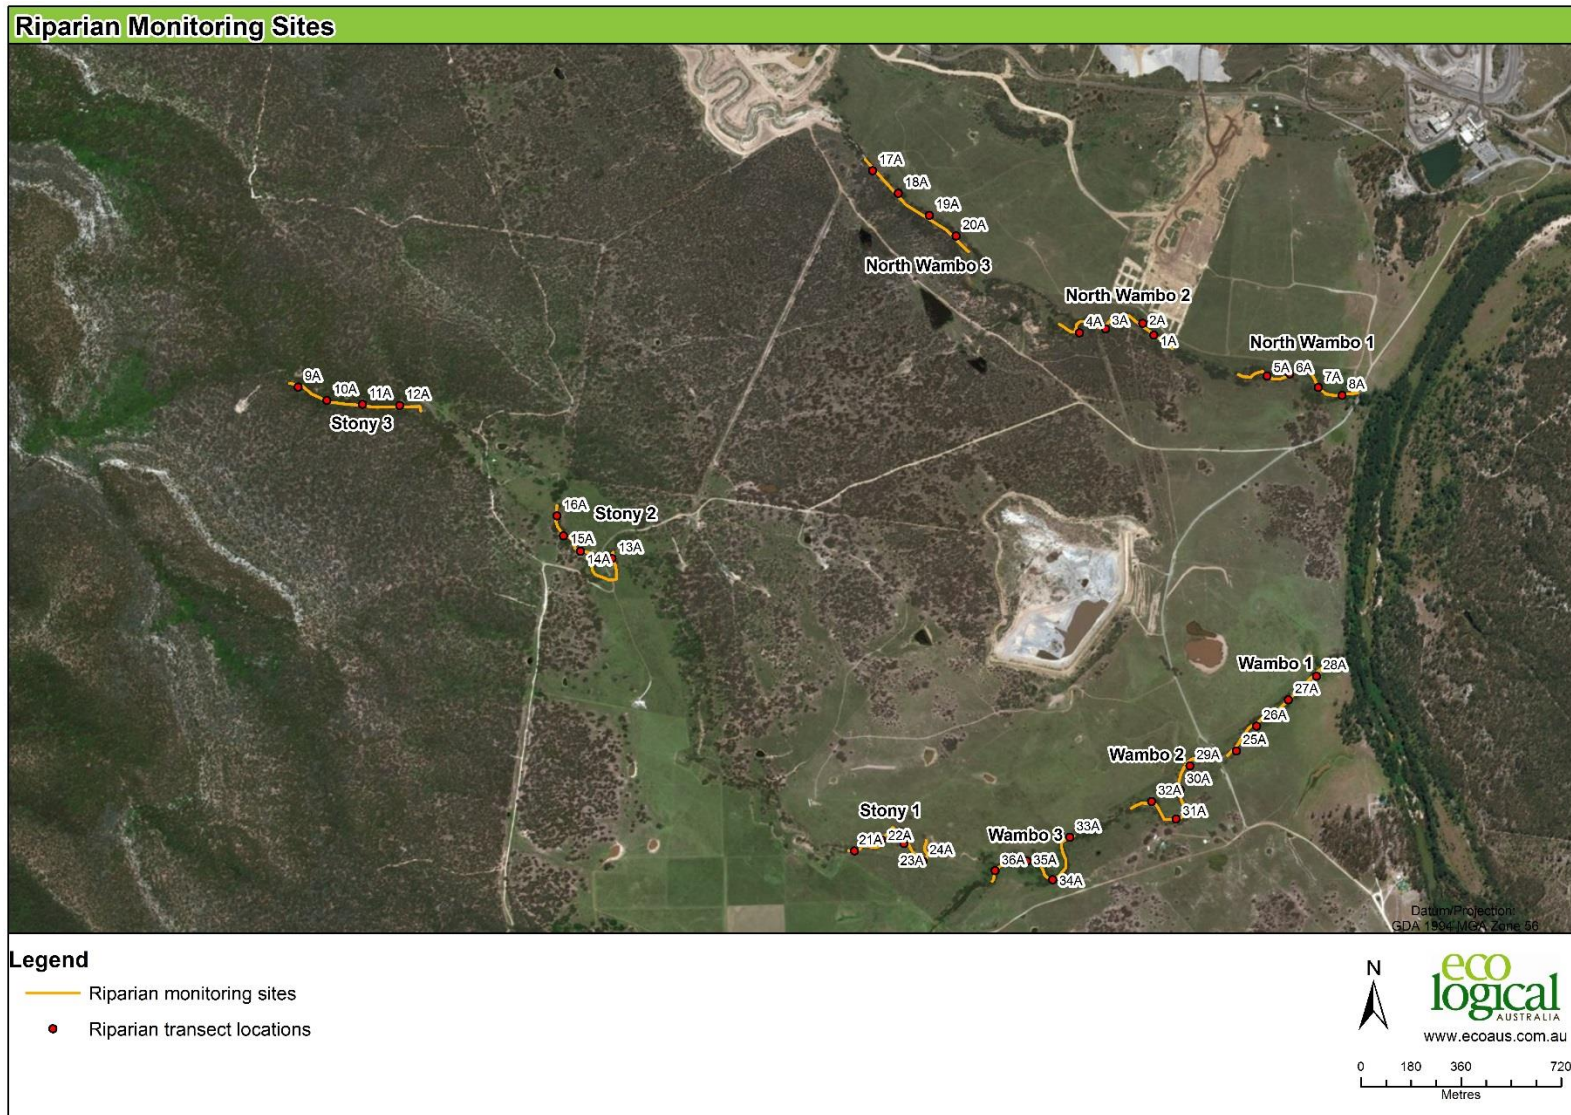 Riparian Monitoring Sites
17A
18A
19A
20A
North Wambo 3
North Wambo 2
4A
3A
2A
1A
North Wambo 1
5A
6A
7A
8A
9A
10A
11A
12A
Stony 3
16A
Stony 2
15A
13A
14A
Wambo 1
28A
27A
26A
25A
Wambo 2
29A
30A
32A
31A
Stony 1
21A
22A
23A
24A
Wambo 3
33A
36A
35A
34A
Datum/Projection:
GDA 1994 MGA Zone 56
Legend
Riparian monitoring sites
Riparian transect locations
N
eco
logical
AUSTRALIA
www.ecoaus.com.au
0 180 360 720
Metres